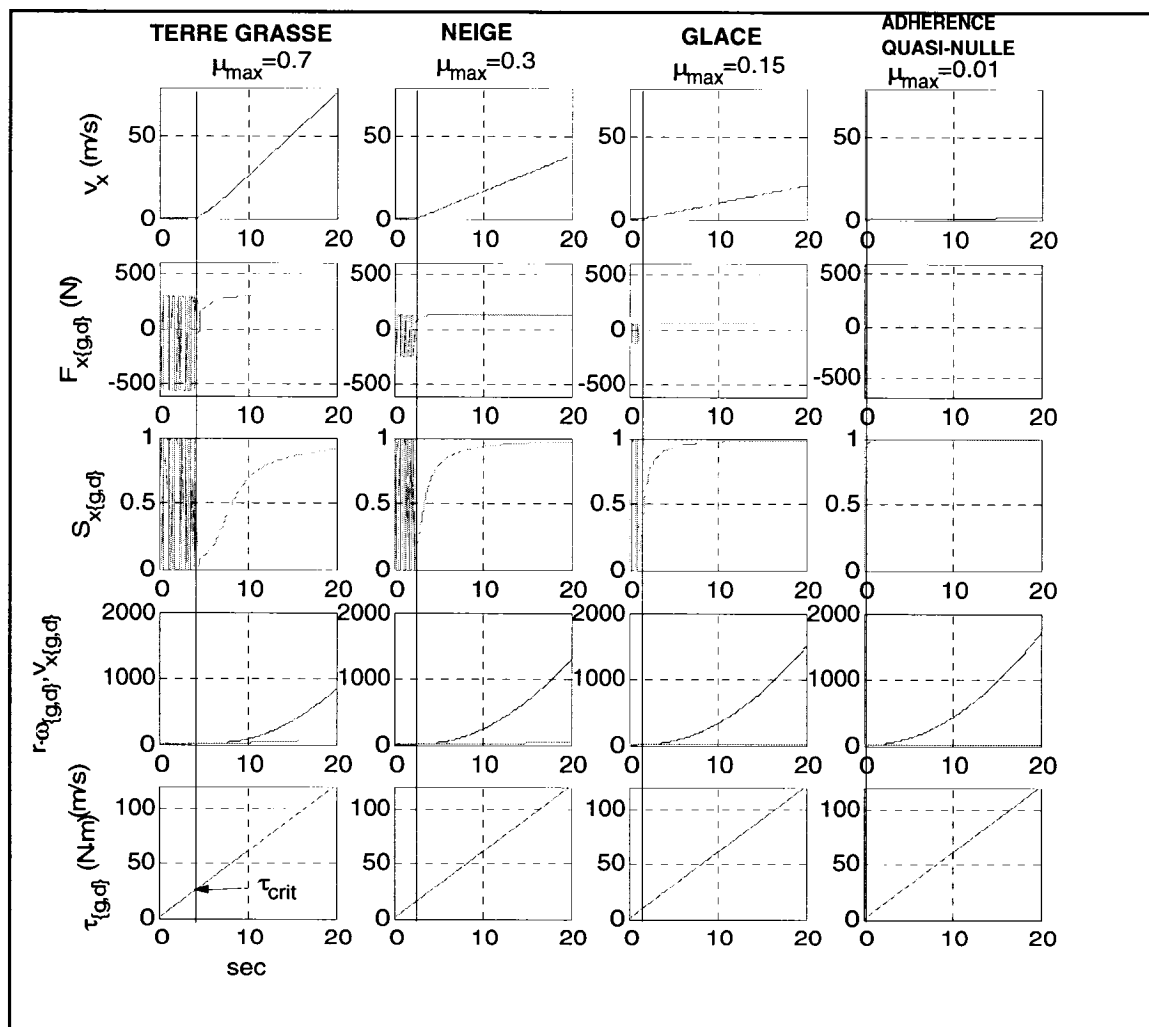 TERRE GRASSE
μmax=0.7
NEIGE
μmax=0.3
GLACE
μmax=0.15
ADHERENCE
QUASI-NULLE
μmax=0.01
vx (m/s)
50
0
0 10 20
50
0
0 10 20
50
0
0 10 20
50
0
0 10 20
Fx{g,d} (N)
500
0
-500
0 10 20
500
0
-500
0 10 20
500
0
-500
0 10 20
500
0
-500
0 10 20
Sx{g,d}
1
0.5
0
0 10 20
1
0.5
0
0 10 20
1
0.5
0
0 10 20
1
0.5
0
0 10 20
r·ω{g,d},vx{g,d}
(m/s)
2000
1000
0
0 10 20
2000
1000
0
0 10 20
2000
1000
0
0 10 20
2000
1000
0
0 10 20
τ{g,d} (N·m)
100
50
0
τcrit
0 10 20
100
50
0
0 10 20
100
50
0
0 10 20
100
50
0
0 10 20
sec